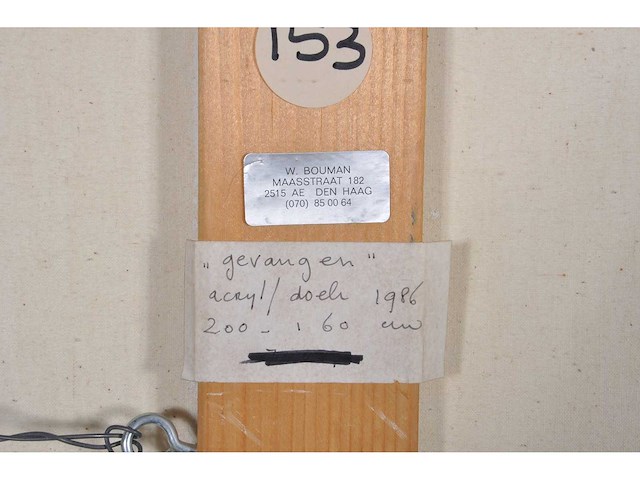 153
W. BOUMAN
MAASSTRAAT 182
2515 AE DEN HAAG
(070) 85 00 64
„gevangen"
acryl/doek 1986
200 - 160 cm